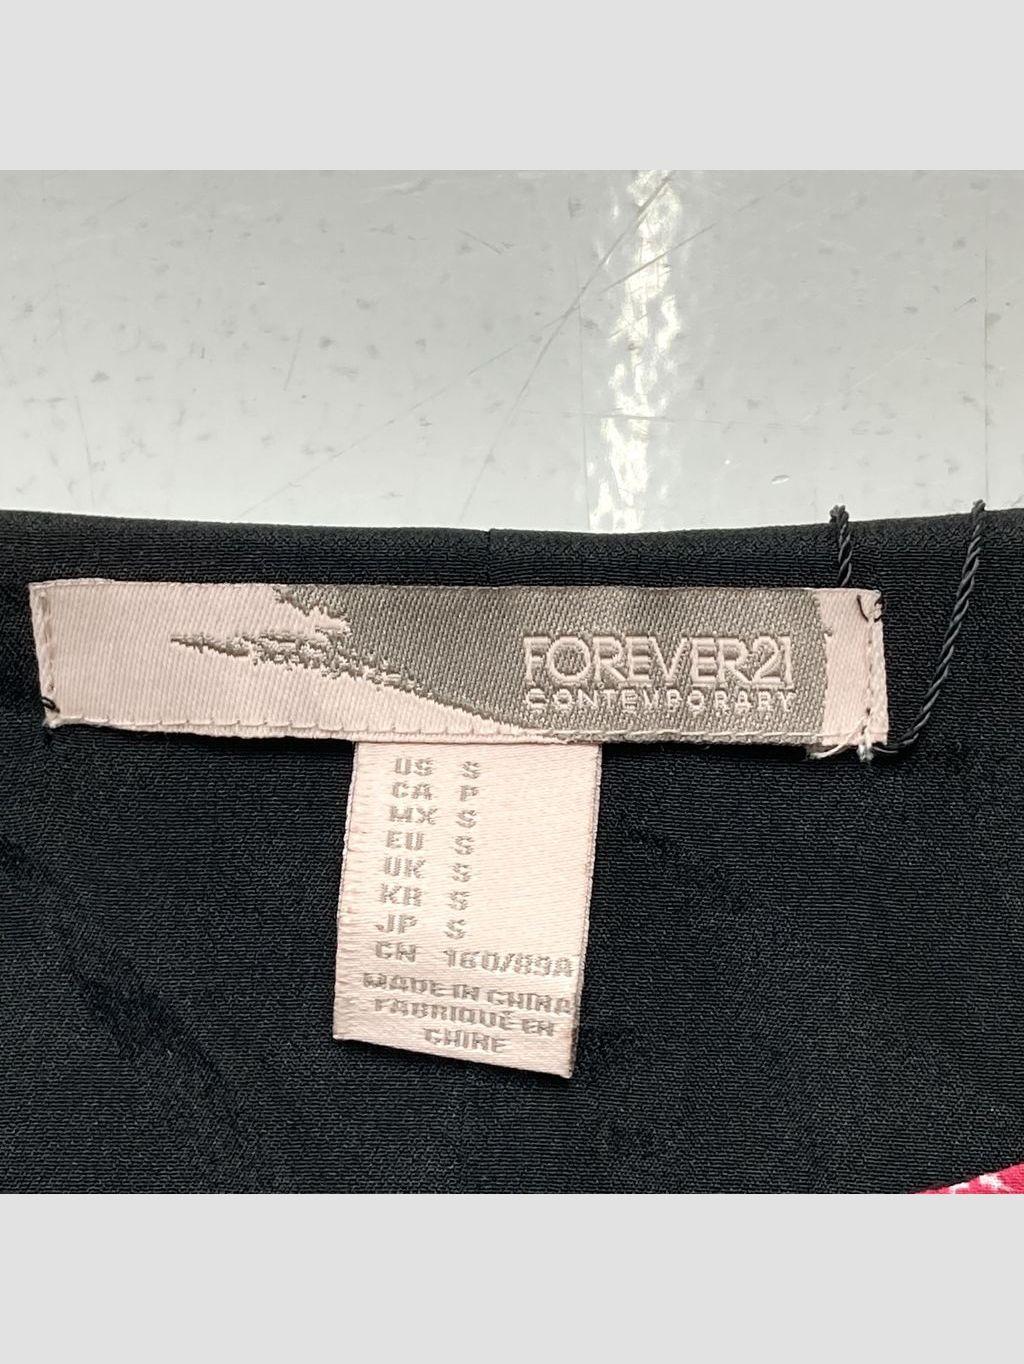 FOREVER21
CONTEMPORARY
US S
CA P
MX S
EU S
UK S
KR S
JP S
CN 160/89A
MADE IN CHINA
FABRIQUÉ EN
CHINE